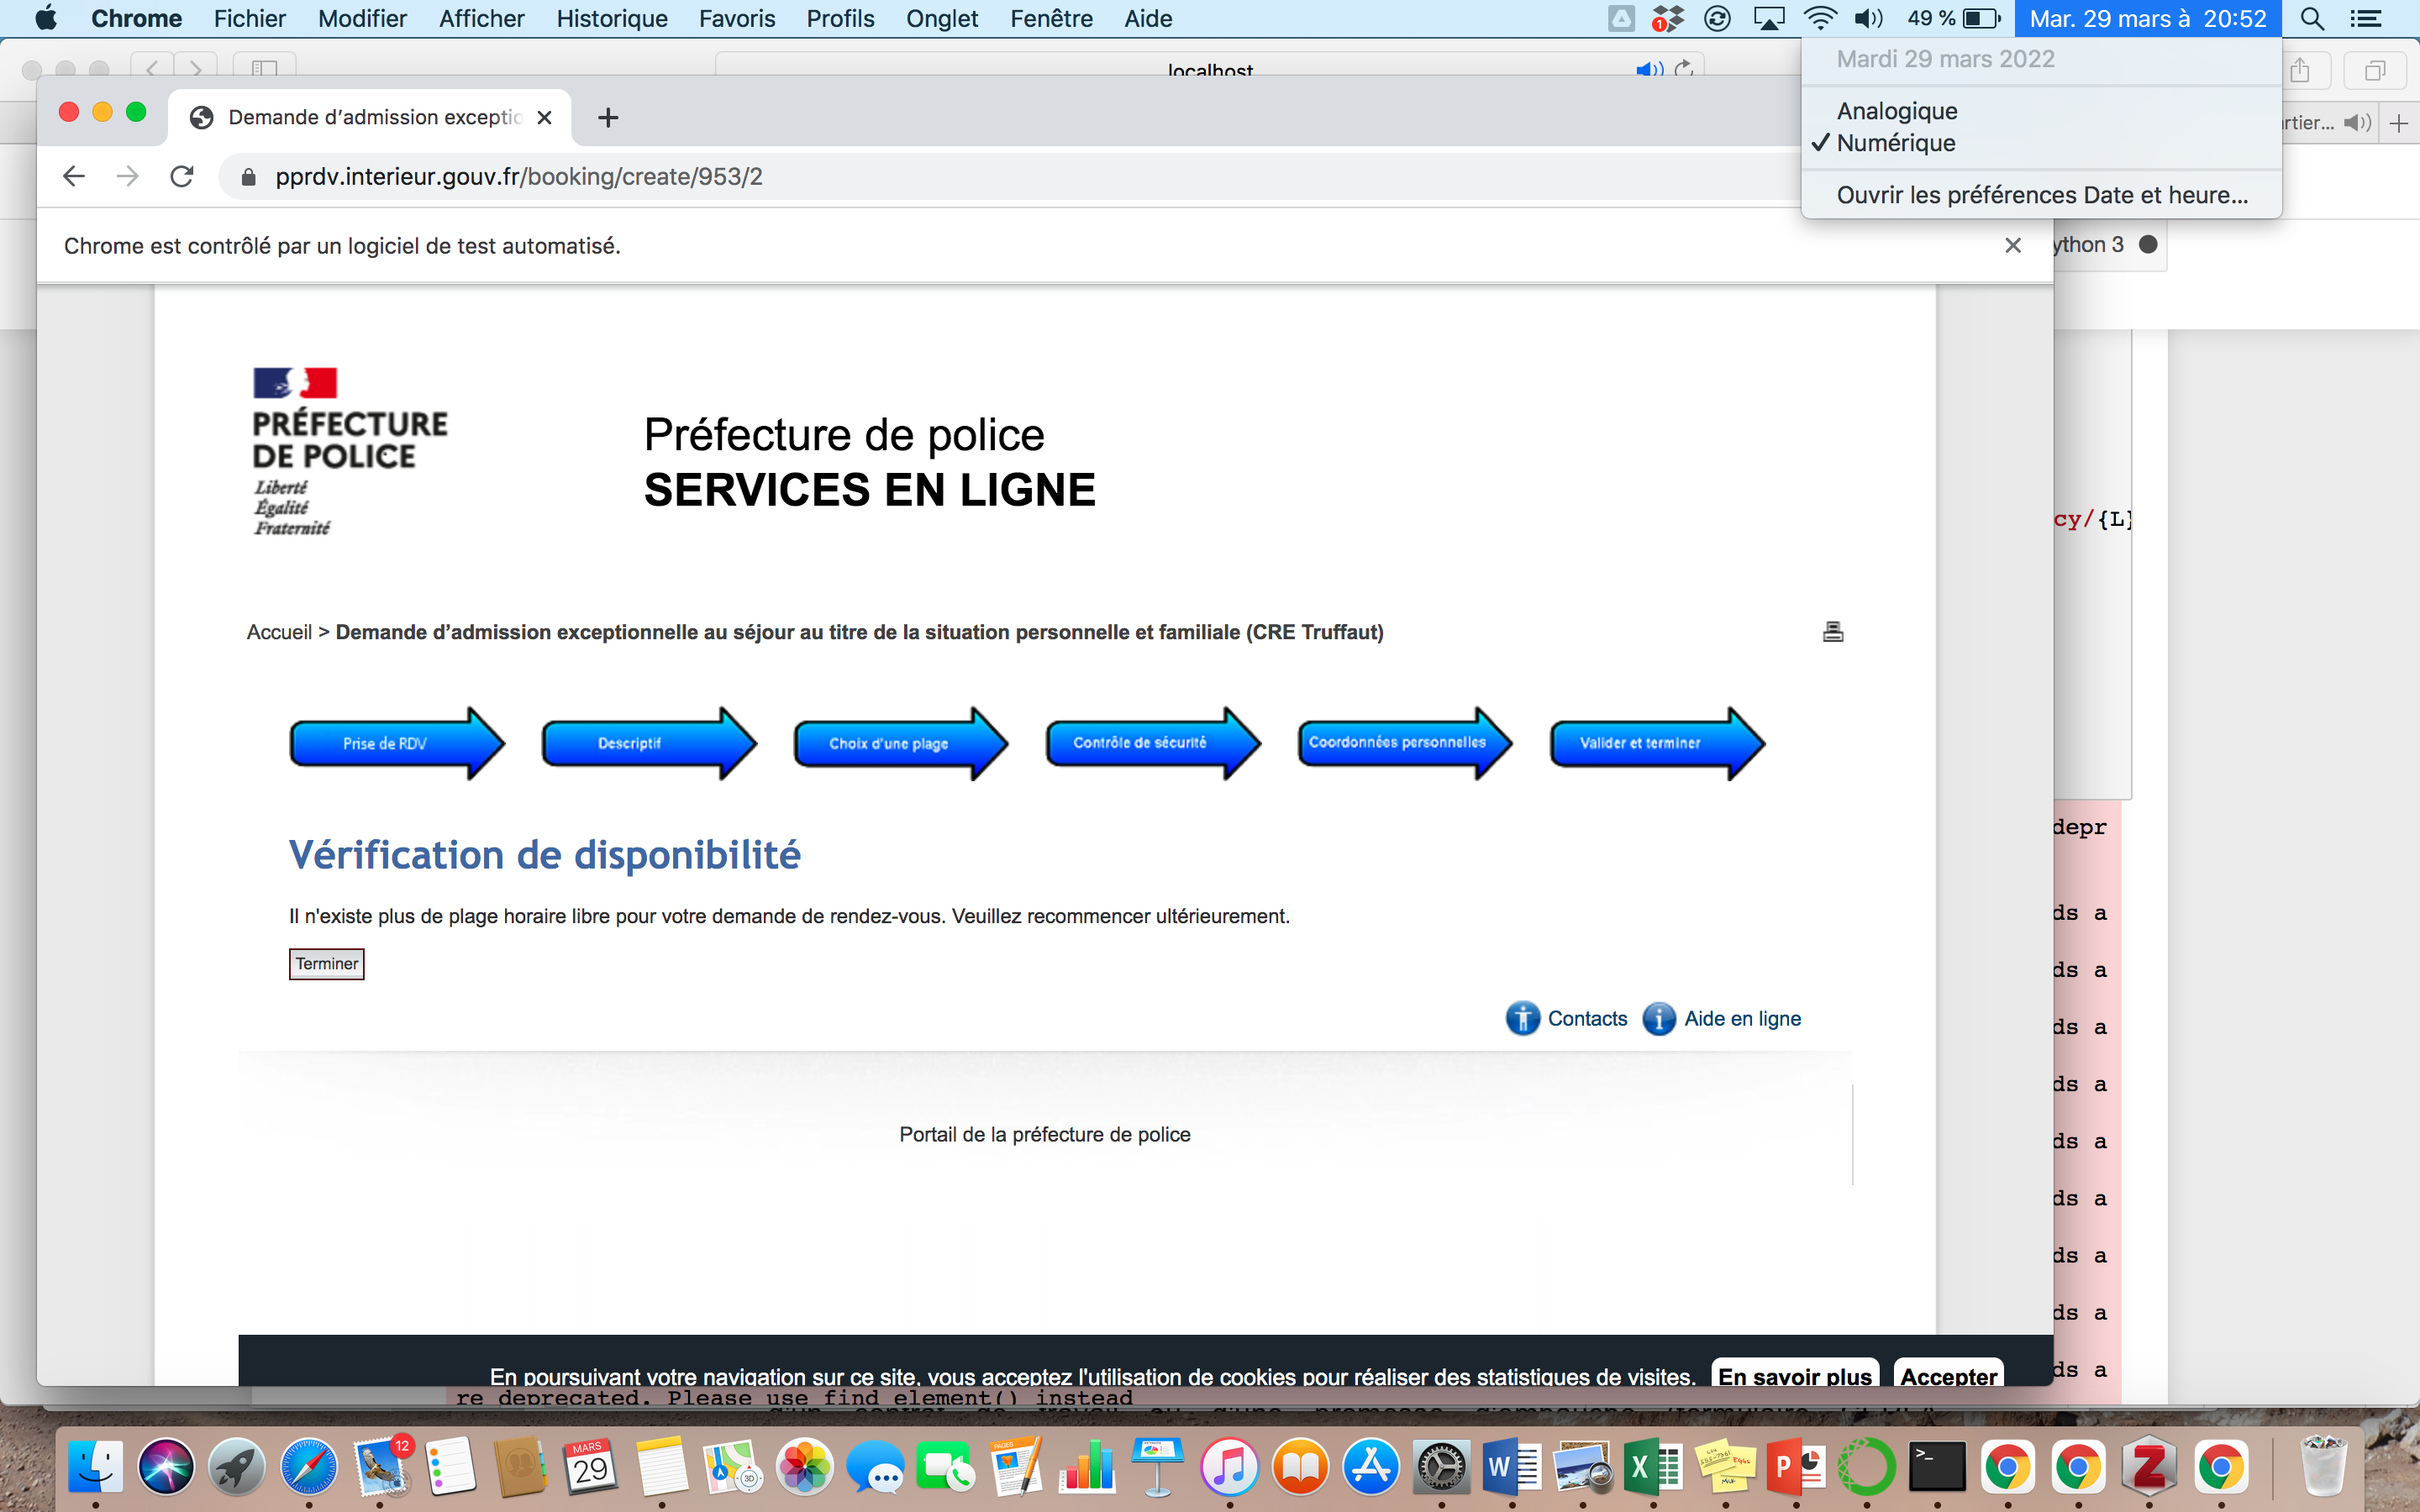 Chrome Fichier Modifier Afficher Historique Favoris Profils Onglet Fenêtre Aide 1 49 % Mar. 29 mars à 20:52
localhost
Mardi 29 mars 2022
Analogique
✓ Numérique
Ouvrir les préférences Date et heure...
Demande d'admission exceptio
rtier...
pprdv.interieur.gouv.fr/booking/create/953/2
Chrome est contrôlé par un logiciel de test automatisé.
ython 3
PRÉFECTURE
DE POLICE
Liberté
Égalité
Fraternité
Préfecture de police
SERVICES EN LIGNE
cy/{L}
Accueil > Demande d'admission exceptionnelle au séjour au titre de la situation personnelle et familiale (CRE Truffaut)
Prise de RDV
Descriptif
Choix d'une plage
Contrôle de sécurité
Coordonnées personnelles
Valider et terminer
depr
Vérification de disponibilité
Il n'existe plus de plage horaire libre pour votre demande de rendez-vous. Veuillez recommencer ultérieurement.
ds a
Terminer
ds a
Contacts
Aide en ligne
ds a
ds a
Portail de la préfecture de police
ds a
ds a
ds a
ds a
ds a
En poursuivant votre navigation sur ce site, vous acceptez l'utilisation de cookies pour réaliser des statistiques de visites. En savoir plus Accepter
re deprecated. Please use find_element() instead
12
MARS
29
3D
PAGES
W
X
P
>_
Z